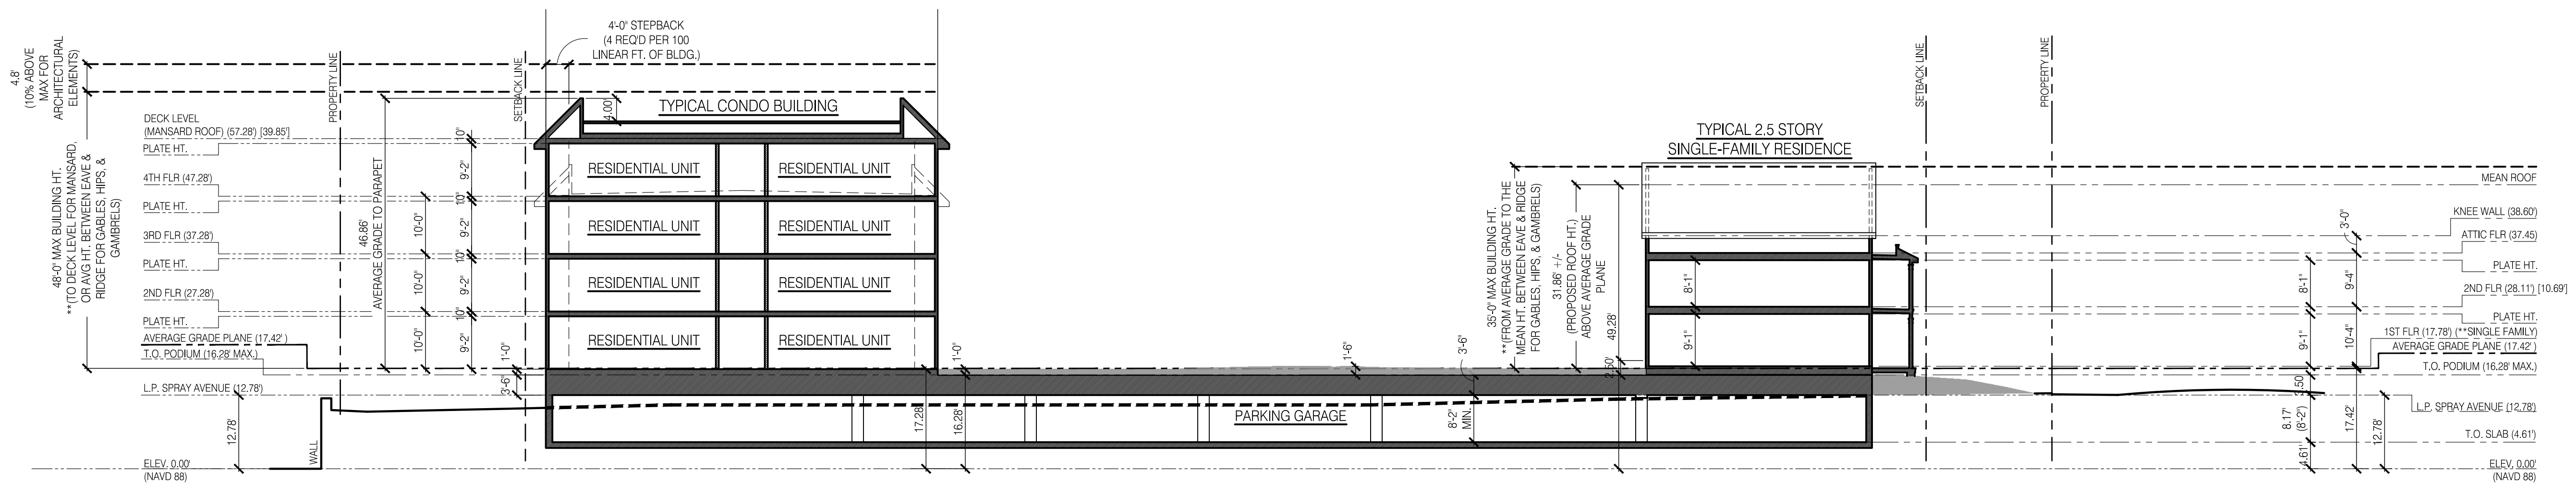 4.8'
(10% ABOVE
MAX FOR
ARCHITECTURAL
ELEMENTS)
48'-0" MAX BUILDING HT.
**(TO DECK LEVEL FOR MANSARD,
OR AVG HT. BETWEEN EAVE &
RIDGE FOR GABLES, HIPS, &
GAMBRELS)
DECK LEVEL
(MANSARD ROOF) (57.28') [39.85']
PLATE HT.
4TH FLR (47.28')
PLATE HT.
3RD FLR (37.28')
PLATE HT.
2ND FLR (27.28')
PLATE HT.
AVERAGE GRADE PLANE (17.42' )
T.O. PODIUM (16.28' MAX.)
L.P. SPRAY AVENUE (12.78')
12.78'
ELEV. 0.00'
(NAVD 88)
WALL
PROPERTY LINE
46.86'
AVERAGE GRADE TO PARAPET
10'-0"
10'-0"
10'-0"
10"
9'-2"
10"
9'-2"
10"
9'-2"
10"
9'-2"
1'-0"
3'-6"
SETBACK LINE
4'-0" STEPBACK
(4 REQ'D PER 100
LINEAR FT. OF BLDG.)
4.00'
TYPICAL CONDO BUILDING
RESIDENTIAL UNIT
RESIDENTIAL UNIT
RESIDENTIAL UNIT
RESIDENTIAL UNIT
RESIDENTIAL UNIT
RESIDENTIAL UNIT
RESIDENTIAL UNIT
RESIDENTIAL UNIT
1'-0"
17.28'
16.28'
PARKING GARAGE
1'-6"
3'-6"
8'-2"
MIN.
35'-0" MAX BUILDING HT.
**(FROM AVERAGE GRADE TO THE
MEAN HT. BETWEEN EAVE & RIDGE
FOR GABLES, HIPS, & GAMBRELS)
31.86' +/-
(PROPOSED ROOF HT.)
ABOVE AVERAGE GRADE
PLANE
49.28'
2.50'
TYPICAL 2.5 STORY
SINGLE-FAMILY RESIDENCE
8'-1"
9'-1"
SETBACK LINE
PROPERTY LINE
MEAN ROOF
KNEE WALL (38.60')
ATTIC FLR (37.45)
PLATE HT.
2ND FLR (28.11') [10.69']
PLATE HT.
1ST FLR (17.78') (**SINGLE FAMILY)
AVERAGE GRADE PLANE (17.42' )
T.O. PODIUM (16.28' MAX.)
L.P. SPRAY AVENUE (12.78')
T.O. SLAB (4.61')
ELEV. 0.00'
(NAVD 88)
8'-1"
9'-1"
3.50
8.17'
(8'-2")
4.61'
3'-0"
9'-4"
10'-4"
17.42'
12.78'